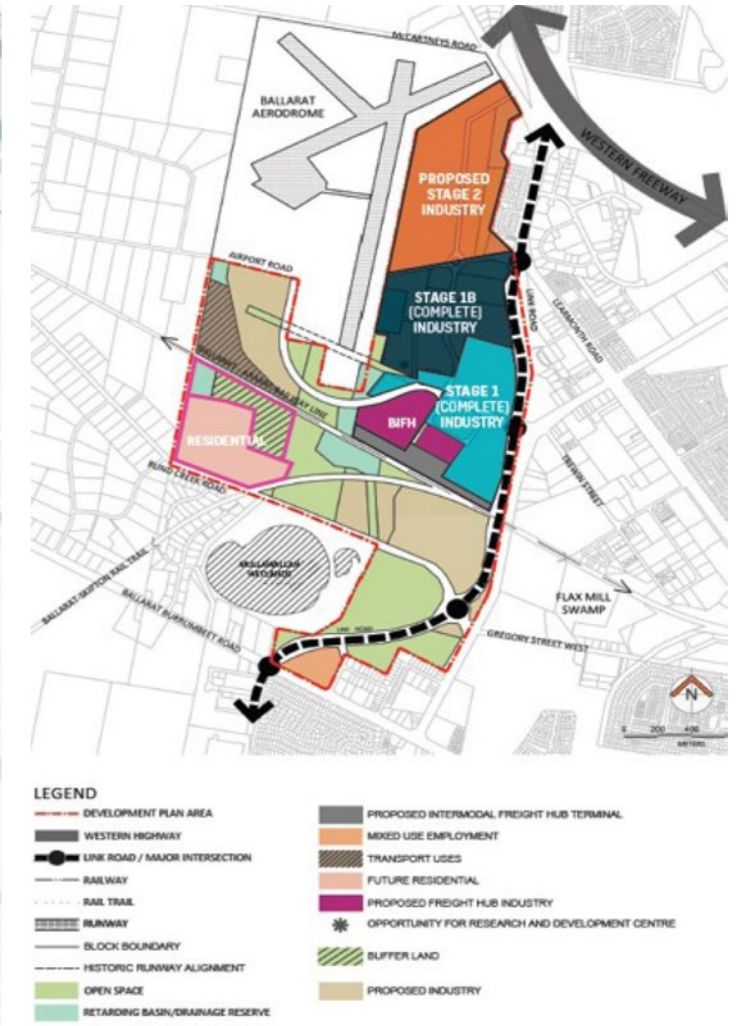 McCARTNEYS ROAD
BALLARAT
AERODROME
WESTERN FREEWAY
PROPOSED
STAGE 2
INDUSTRY
AIRPORT ROAD
STAGE 1B
(COMPLETE)
INDUSTRY
LINK ROAD
LEARMONTH ROAD
STAGE 1
(COMPLETE)
INDUSTRY
BIFH
RESIDENTIAL
TREWIN STREET
BALLARAT-SKIPTON RAIL TRAIL
WETLANDS
BALLARAT BURRUMBEET ROAD
FLAX MILL
SWAMP
LINK ROAD
GREGORY STREET WEST
N
0 200 400
METERS
LEGEND
DEVELOPMENT PLAN AREA
WESTERN HIGHWAY
LINK ROAD / MAJOR INTERSECTION
RAILWAY
RAIL TRAIL
RUNWAY
BLOCK BOUNDARY
HISTORIC RUNWAY ALIGNMENT
OPEN SPACE
RETARDING BASIN/DRAINAGE RESERVE
PROPOSED INTERMODAL FREIGHT HUB TERMINAL
MIXED USE EMPLOYMENT
TRANSPORT USES
FUTURE RESIDENTIAL
PROPOSED FREIGHT HUB INDUSTRY
OPPORTUNITY FOR RESEARCH AND DEVELOPMENT CENTRE
BUFFER LAND
PROPOSED INDUSTRY